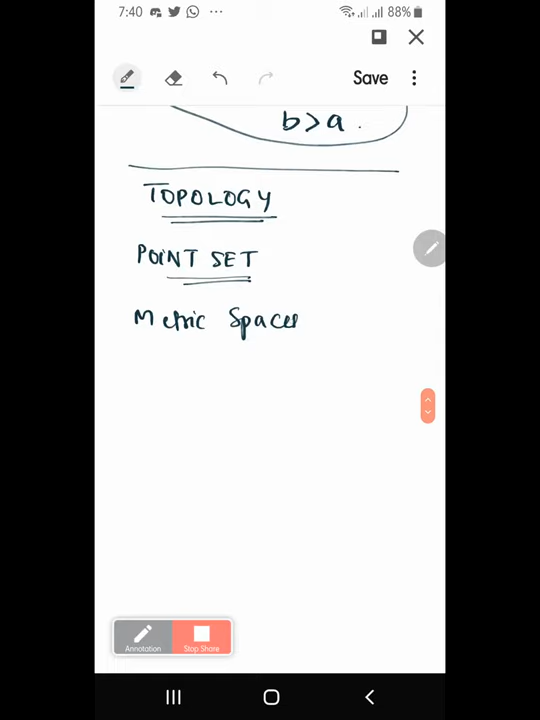 7:40 88%
Save
b > a .
TOPOLOGY
POINT SET
Metric Spaces
Annotation Stop Share